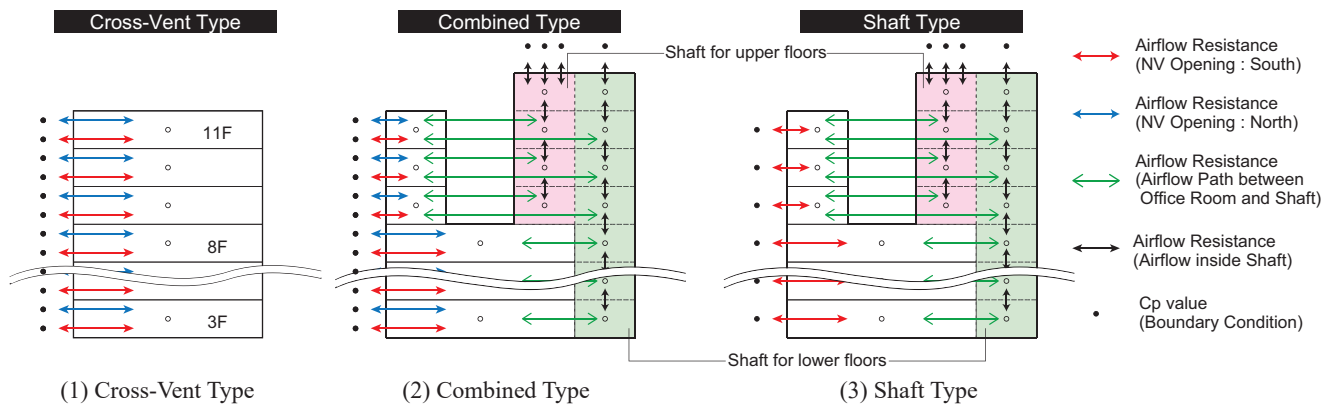 Cross-Vent Type
Combined Type
Shaft Type
Shaft for upper floors
11F
8F
3F
Shaft for lower floors
Airflow Resistance
(NV Opening : South)
Airflow Resistance
(NV Opening : North)
Airflow Resistance
(Airflow Path between
Office Room and Shaft)
Airflow Resistance
(Airflow inside Shaft)
Cp value
(Boundary Condition)
(1) Cross-Vent Type
(2) Combined Type
(3) Shaft Type